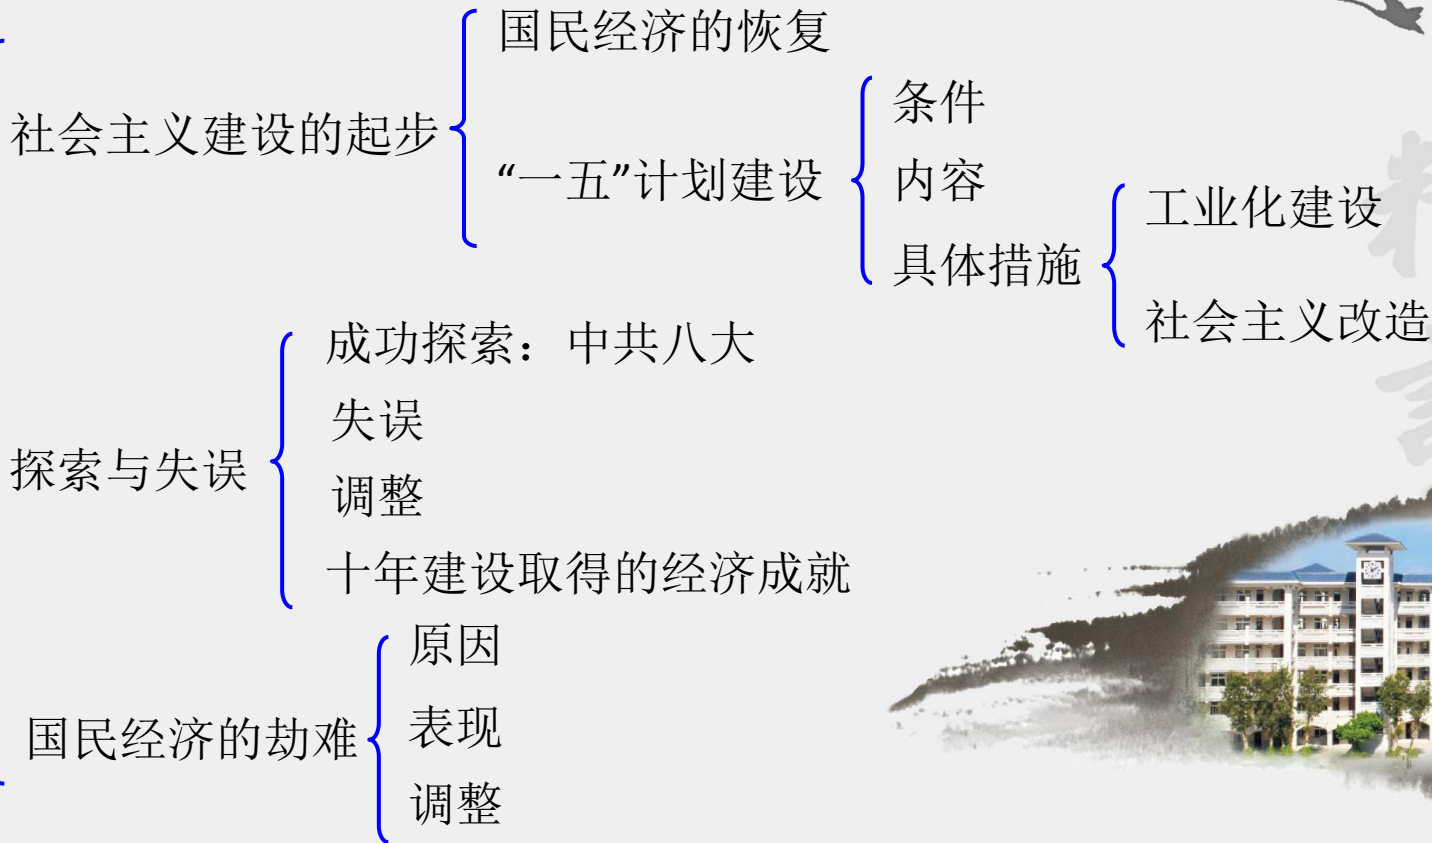 国民经济的恢复
社会主义建设的起步
条件
“一五”计划建设
内容
具体措施
工业化建设
社会主义改造
成功探索：中共八大
失误
探索与失误
调整
十年建设取得的经济成就
原因
国民经济的劫难
表现
调整